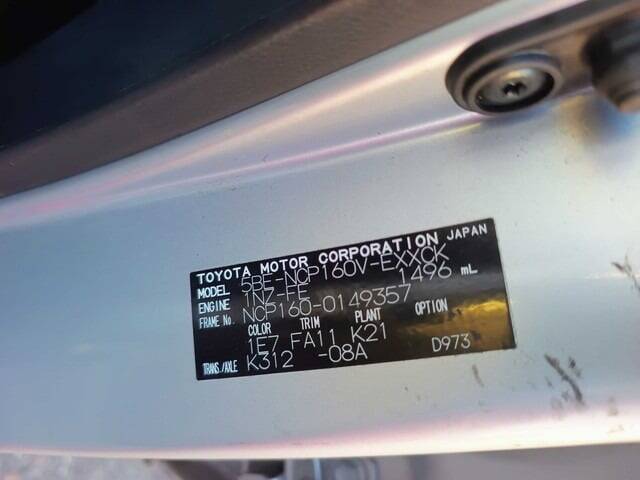 TOYOTA MOTOR CORPORATION JAPAN
MODEL 5BE-NCP160V-EXXCK
ENGINE 1NZ-FE 1496 mL
FRAME No. NCP160-0149357
COLOR TRIM PLANT OPTION
1E7 FA11 K21
TRANS./AXLE K312 -08A D973